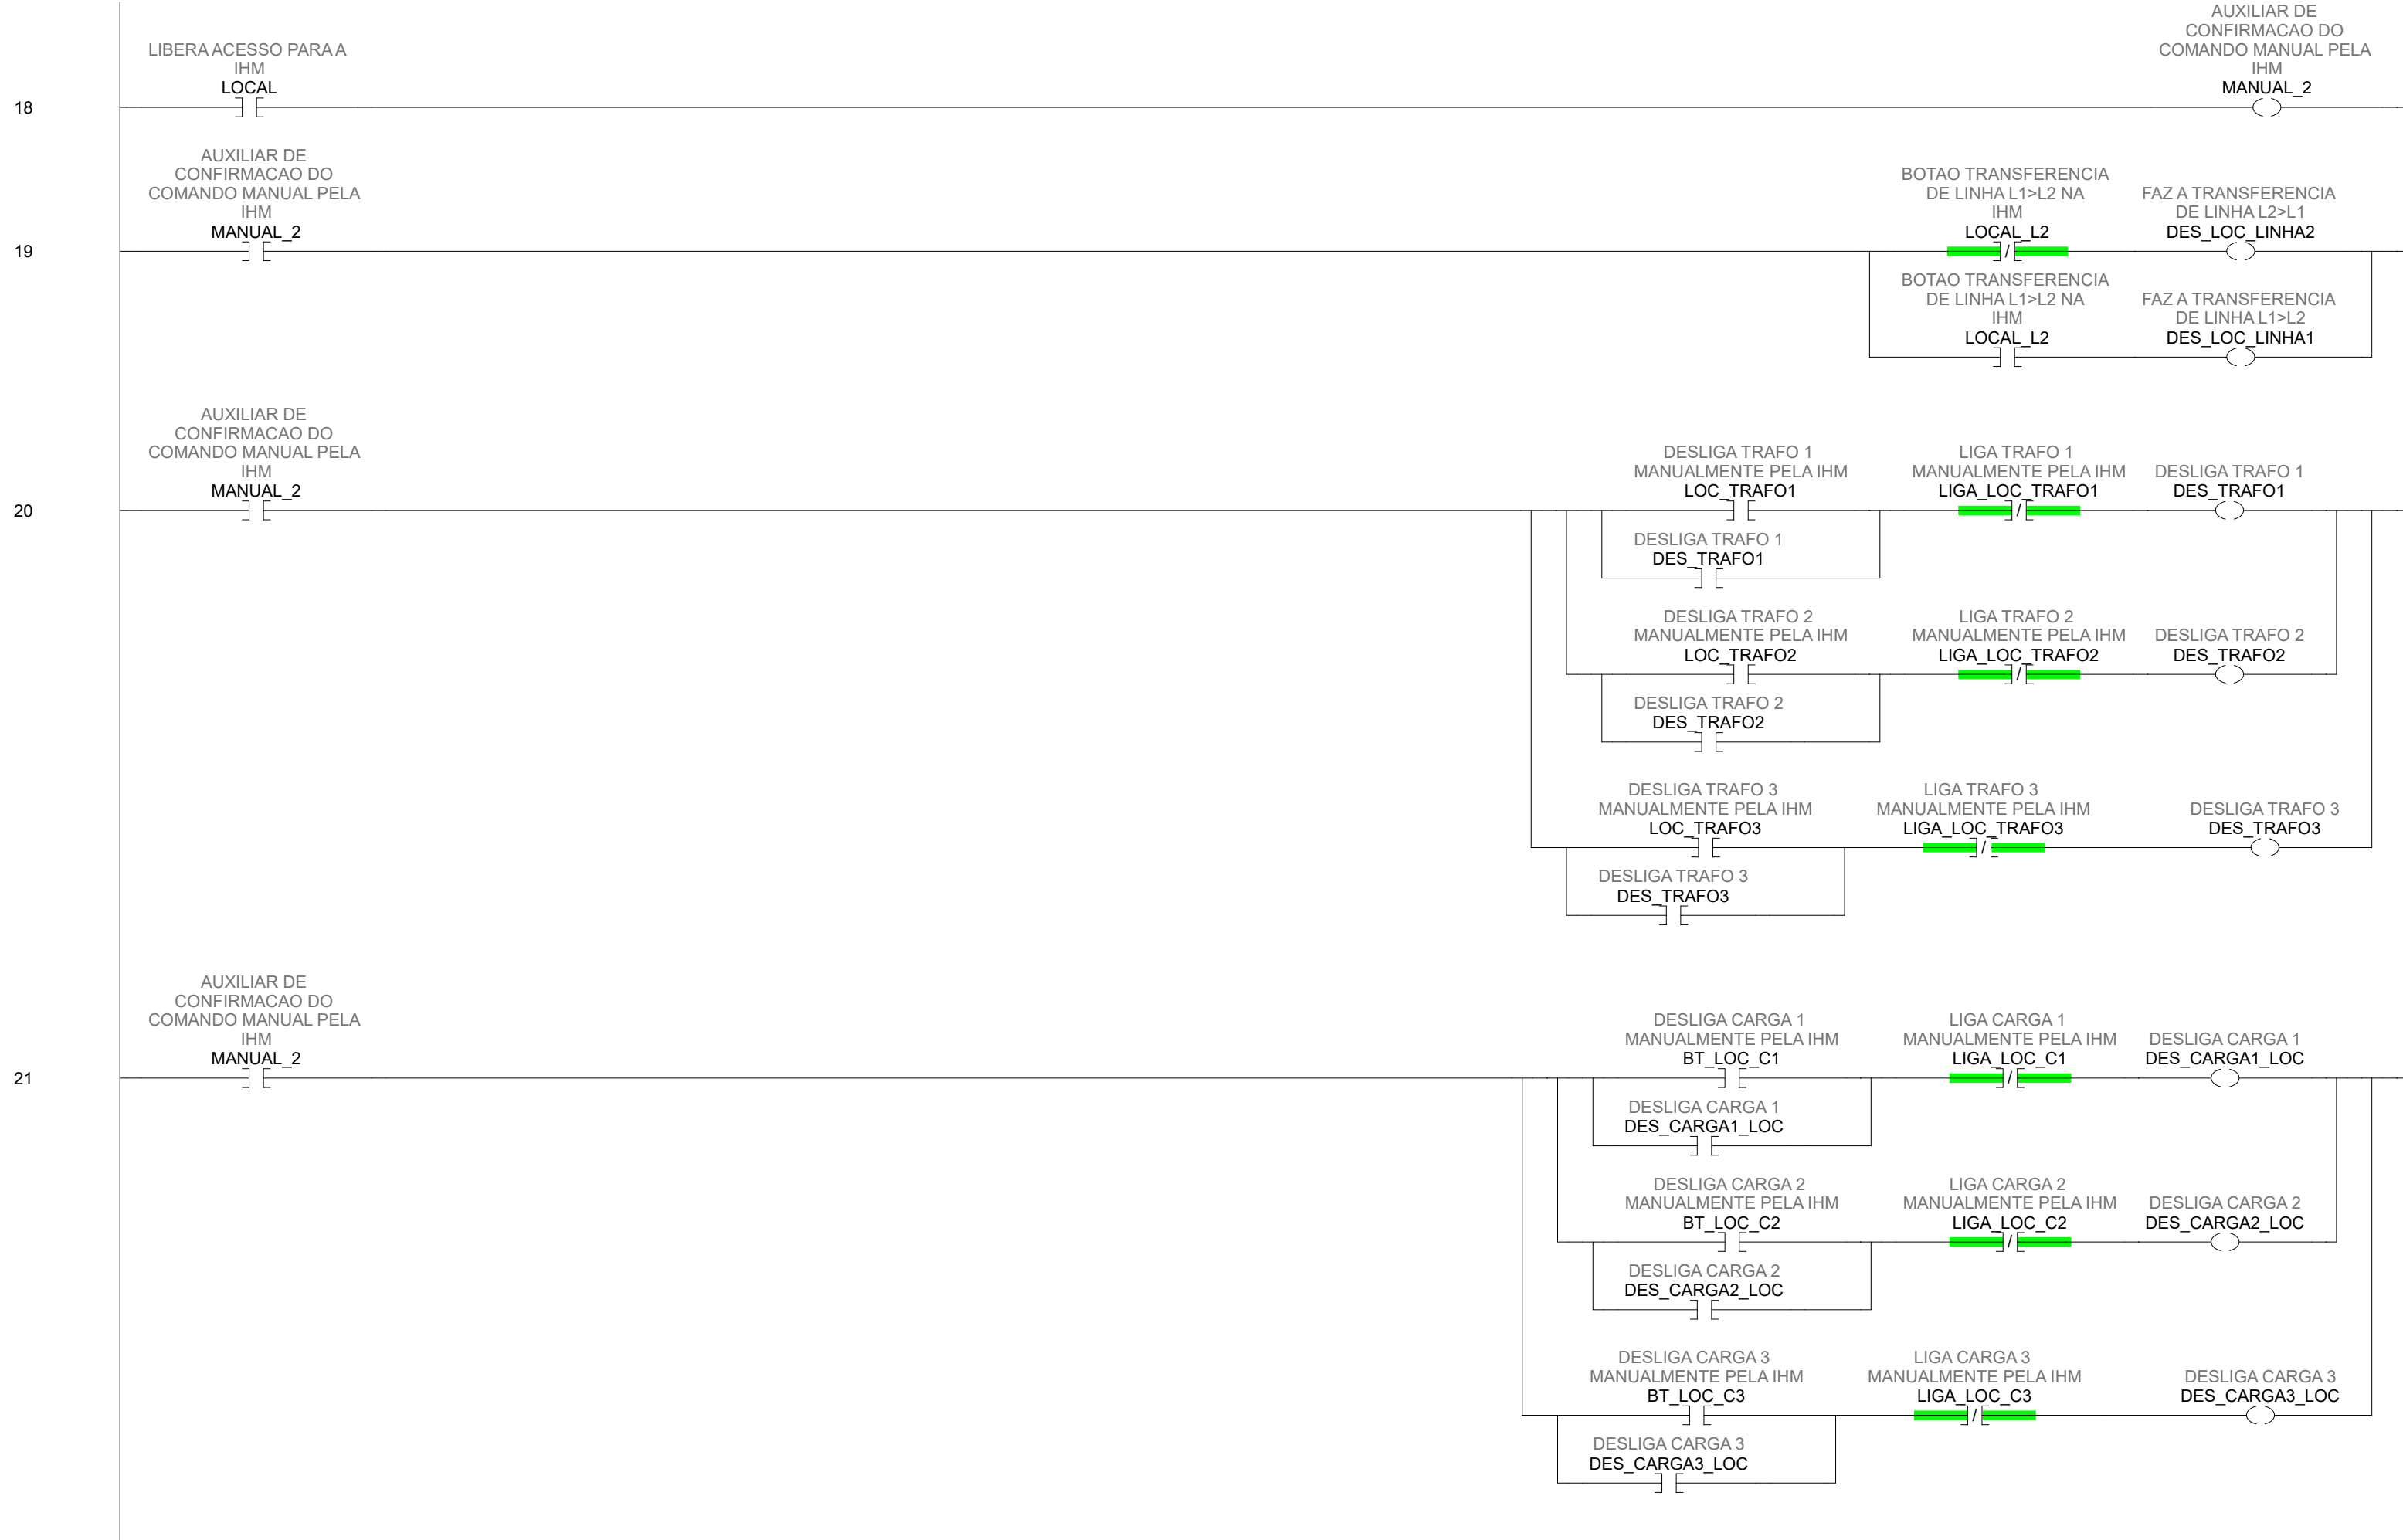 LIBERA ACESSO PARA A
IHM
LOCAL
AUXILIAR DE
CONFIRMACAO DO
COMANDO MANUAL PELA
IHM
MANUAL_2
18
AUXILIAR DE
CONFIRMACAO DO
COMANDO MANUAL PELA
IHM
MANUAL_2
BOTAO TRANSFERENCIA
DE LINHA L1>L2 NA
IHM
LOCAL_L2
FAZ A TRANSFERENCIA
DE LINHA L2>L1
DES_LOC_LINHA2
19
BOTAO TRANSFERENCIA
DE LINHA L1>L2 NA
IHM
LOCAL_L2
FAZ A TRANSFERENCIA
DE LINHA L1>L2
DES_LOC_LINHA1
AUXILIAR DE
CONFIRMACAO DO
COMANDO MANUAL PELA
IHM
MANUAL_2
DESLIGA TRAFO 1
MANUALMENTE PELA IHM
LOC_TRAFO1
LIGA TRAFO 1
MANUALMENTE PELA IHM
LIGA_LOC_TRAFO1
DESLIGA TRAFO 1
DES_TRAFO1
20
DESLIGA TRAFO 1
DES_TRAFO1
DESLIGA TRAFO 2
MANUALMENTE PELA IHM
LOC_TRAFO2
LIGA TRAFO 2
MANUALMENTE PELA IHM
LIGA_LOC_TRAFO2
DESLIGA TRAFO 2
DES_TRAFO2
DESLIGA TRAFO 2
DES_TRAFO2
DESLIGA TRAFO 3
MANUALMENTE PELA IHM
LOC_TRAFO3
LIGA TRAFO 3
MANUALMENTE PELA IHM
LIGA_LOC_TRAFO3
DESLIGA TRAFO 3
DES_TRAFO3
DESLIGA TRAFO 3
DES_TRAFO3
AUXILIAR DE
CONFIRMACAO DO
COMANDO MANUAL PELA
IHM
MANUAL_2
DESLIGA CARGA 1
MANUALMENTE PELA IHM
BT_LOC_C1
LIGA CARGA 1
MANUALMENTE PELA IHM
LIGA_LOC_C1
DESLIGA CARGA 1
DES_CARGA1_LOC
21
DESLIGA CARGA 1
DES_CARGA1_LOC
DESLIGA CARGA 2
MANUALMENTE PELA IHM
BT_LOC_C2
LIGA CARGA 2
MANUALMENTE PELA IHM
LIGA_LOC_C2
DESLIGA CARGA 2
DES_CARGA2_LOC
DESLIGA CARGA 2
DES_CARGA2_LOC
DESLIGA CARGA 3
MANUALMENTE PELA IHM
BT_LOC_C3
LIGA CARGA 3
MANUALMENTE PELA IHM
LIGA_LOC_C3
DESLIGA CARGA 3
DES_CARGA3_LOC
DESLIGA CARGA 3
DES_CARGA3_LOC